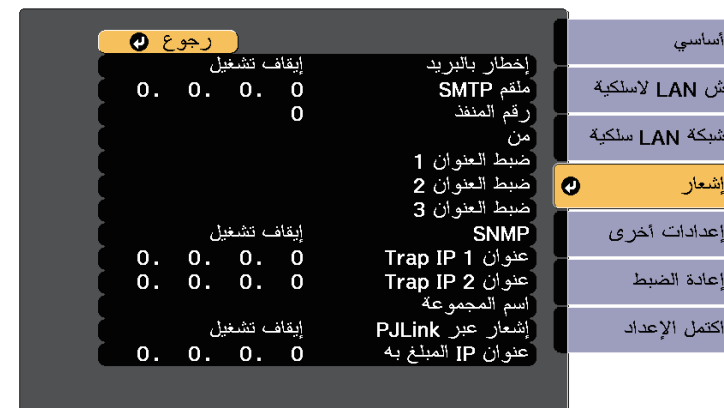 أساسي
ش LAN لاسلكية
شبكة LAN سلكية
إشعار
إعدادات أخرى
إعادة الضبط
اكتمل الإعداد
رجوع
إخطار بالبريد إيقاف تشغيل
ملقم SMTP 0. 0. 0. 0
رقم المنفذ 0
من
ضبط العنوان 1
ضبط العنوان 2
ضبط العنوان 3
SNMP إيقاف تشغيل
عنوان Trap IP 1 0. 0. 0. 0
عنوان Trap IP 2 0. 0. 0. 0
اسم المجموعة
إشعار عبر PJLink إيقاف تشغيل
عنوان IP المبلغ به 0. 0. 0. 0